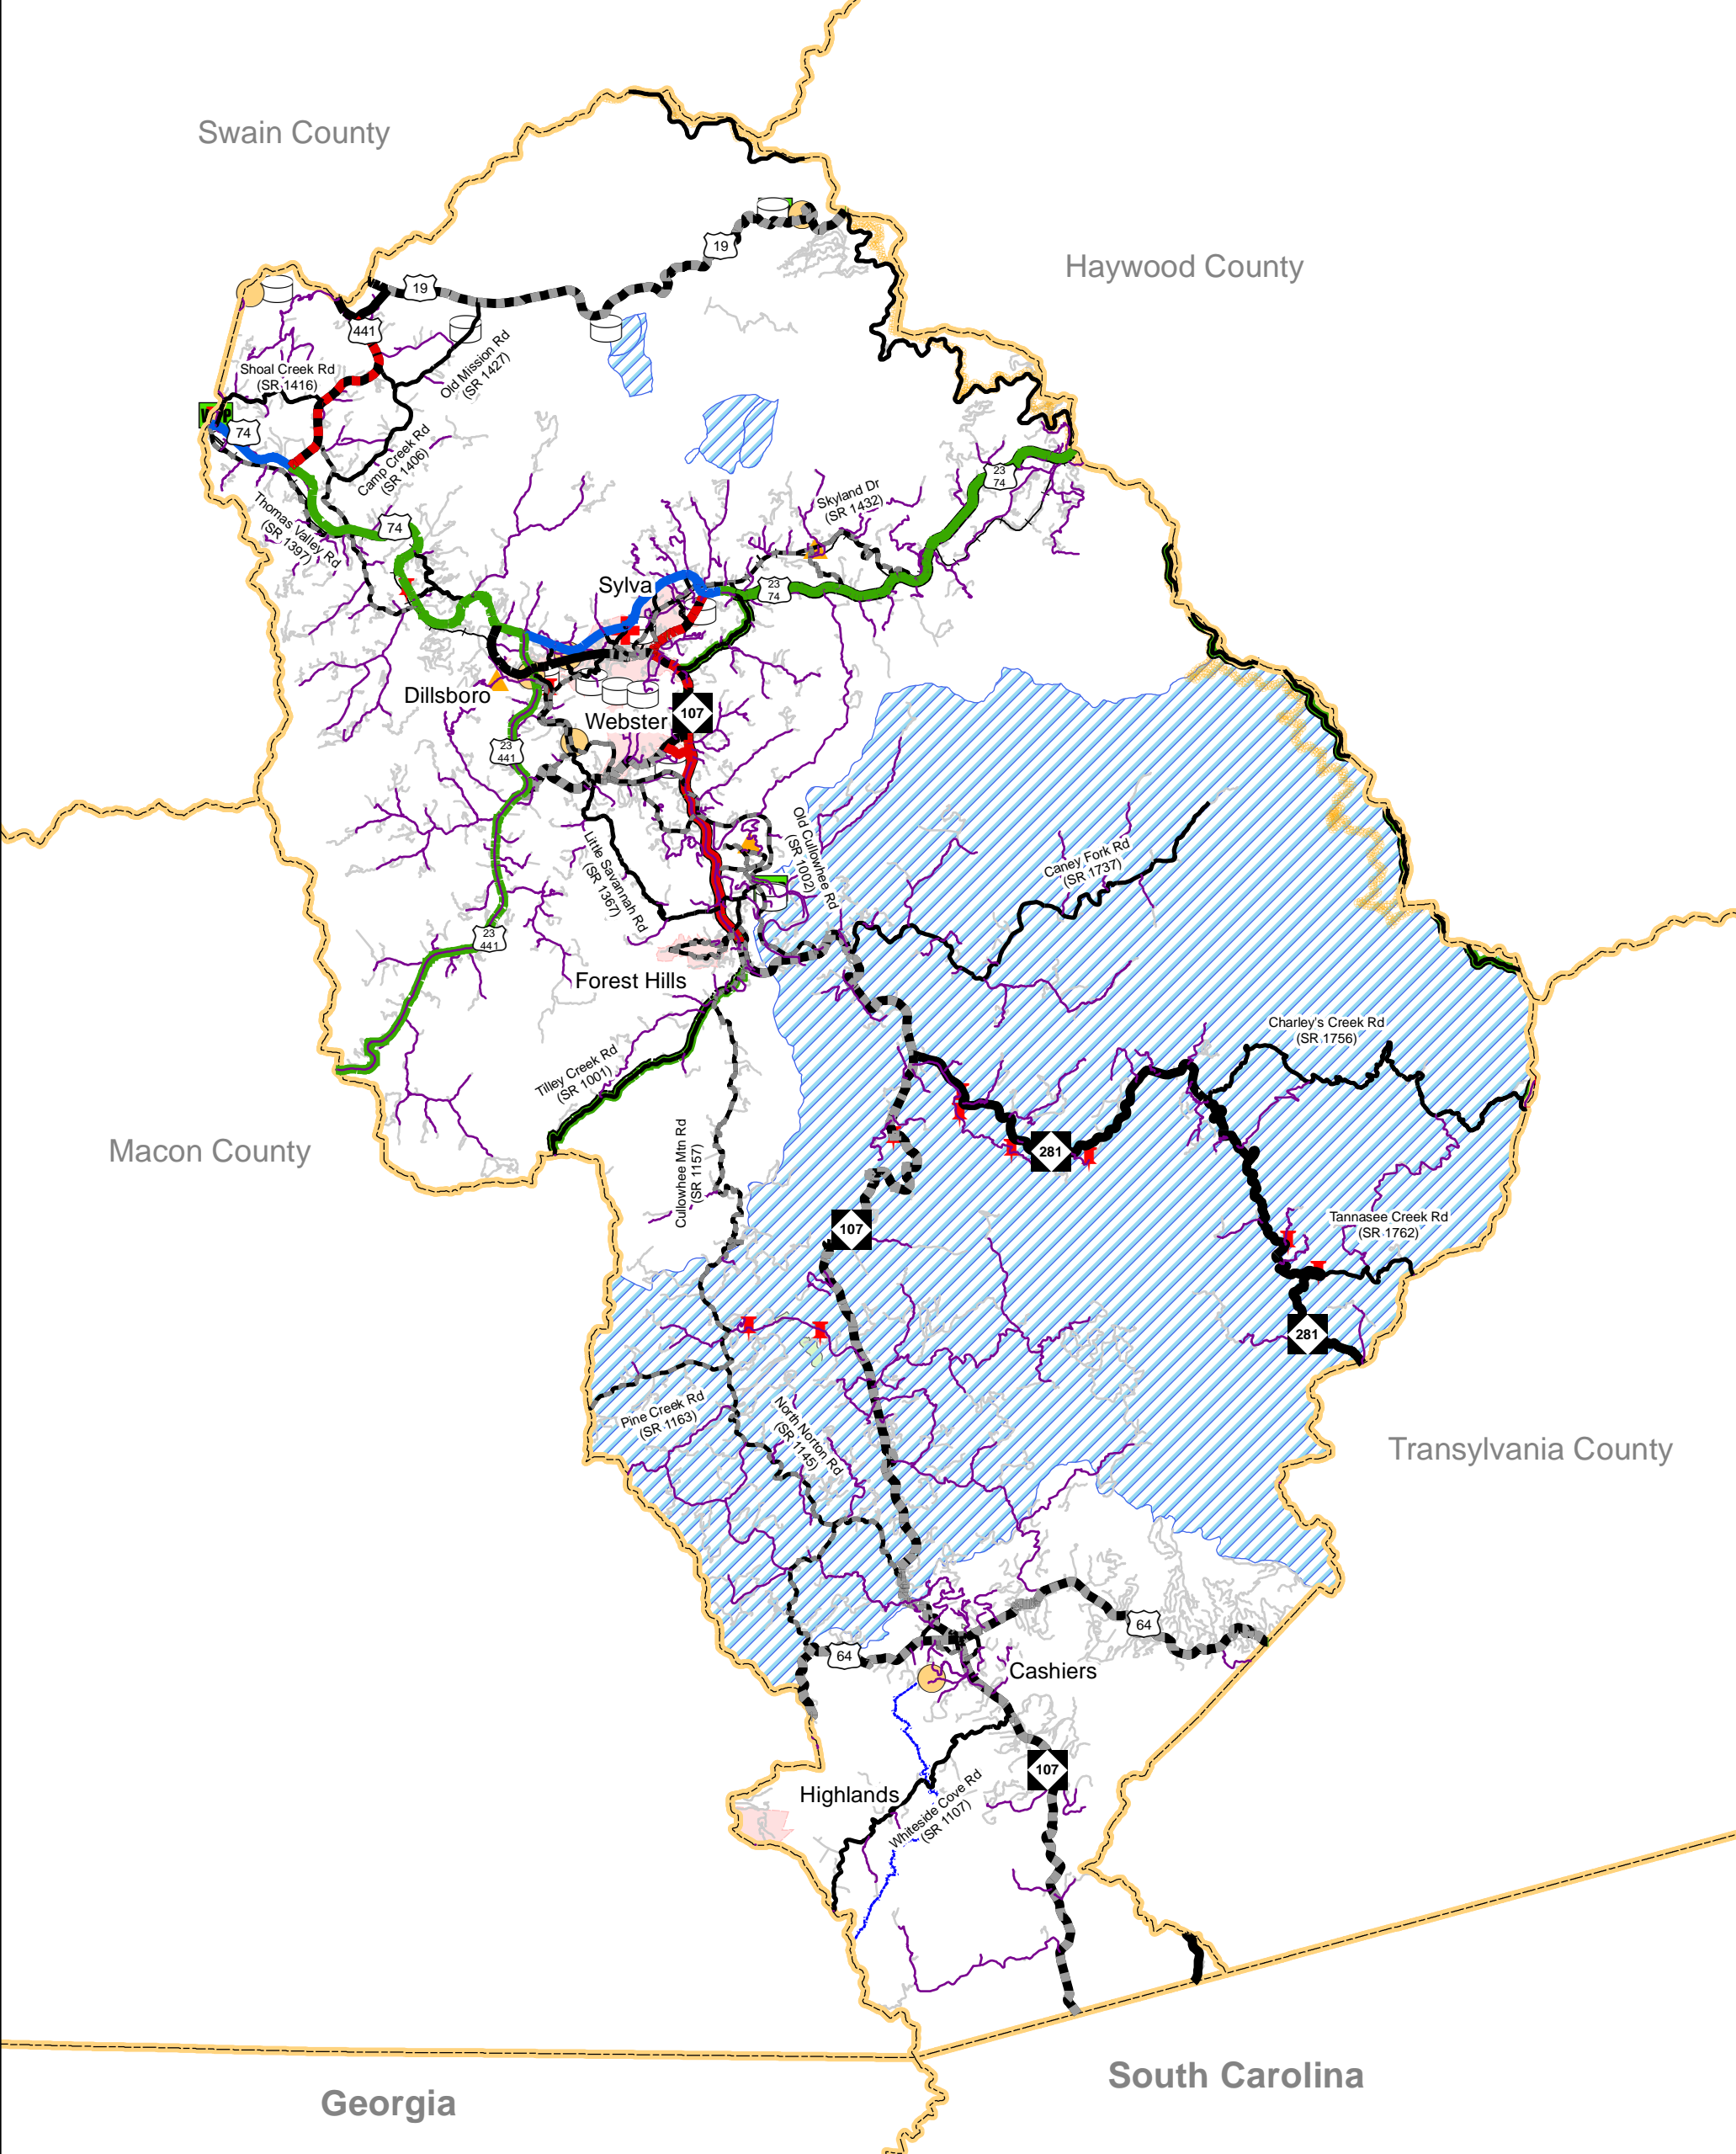 Swain County
Haywood County
19
19
441
Old Mission Rd
(SR 1427)
Shoal Creek Rd
(SR 1416)
74
Camp Creek Rd
(SR 1406)
23
74
Skyland Dr
(SR 1432)
Thomas Valley Rd
(SR 1397)
74
Sylva
23
74
Dillsboro
Webster
107
23
441
Old Cullowhee Rd
(SR 1002)
Caney Fork Rd
(SR 1737)
Little Savannah Rd
(SR 1367)
23
441
Forest Hills
Charley's Creek Rd
(SR 1756)
Tilley Creek Rd
(SR 1001)
Macon County
Cullowhee Mtn Rd
(SR 1157)
281
107
Tannasee Creek Rd
(SR 1762)
281
Pine Creek Rd
(SR 1163)
North Norton Rd
(SR 1145)
Transylvania County
64
64
Cashiers
107
Highlands
Whiteside Cove Rd
(SR 1107)
South Carolina
Georgia